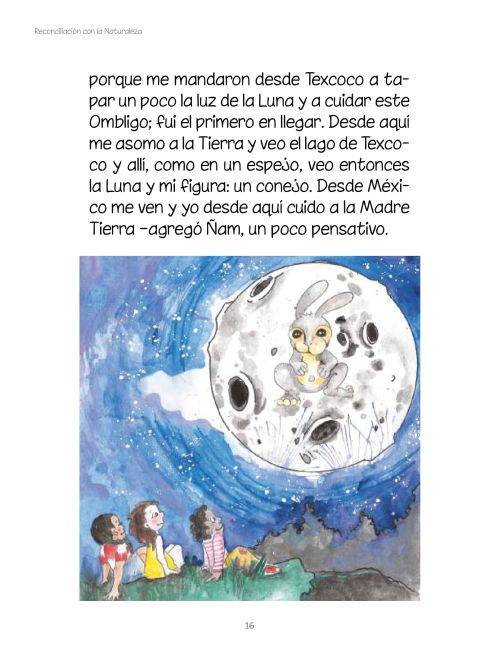 Reconciliación con la Naturaleza
porque me mandaron desde Texcoco a ta-
par un poco la luz de la Luna y a cuidar este
Ombligo; fui el primero en llegar. Desde aquí
me asomo a la Tierra y veo el lago de Texco-
co y allí, como en un espejo, veo entonces
la Luna y mi figura: un conejo. Desde Méxi-
co me ven y yo desde aquí cuido a la Madre
Tierra –agregó Ñam, un poco pensativo.
16